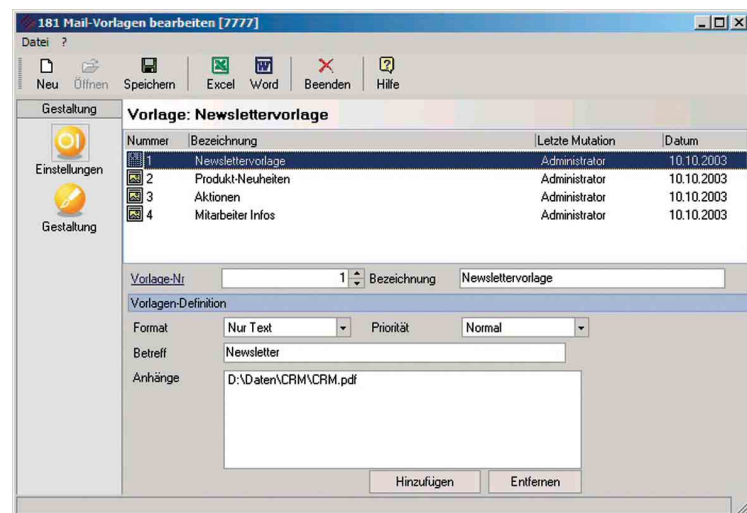 181 Mail-Vorlagen bearbeiten [7777]
Datei ?
Neu Öffnen Speichern Excel Word Beenden Hilfe
Gestaltung
Einstellungen
Gestaltung
Vorlage: Newslettervorlage
Nummer Bezeichnung Letzte Mutation Datum
1 Newslettervorlage Administrator 10.10.2003
2 Produkt-Neuheiten Administrator 10.10.2003
3 Aktionen Administrator 10.10.2003
4 Mitarbeiter Infos Administrator 10.10.2003
Vorlage-Nr 1 Bezeichnung Newslettervorlage
Vorlagen-Definition
Format Nur Text Priorität Normal
Betreff Newsletter
Anhänge D:\Daten\CRM\CRM.pdf
Hinzufügen Entfernen